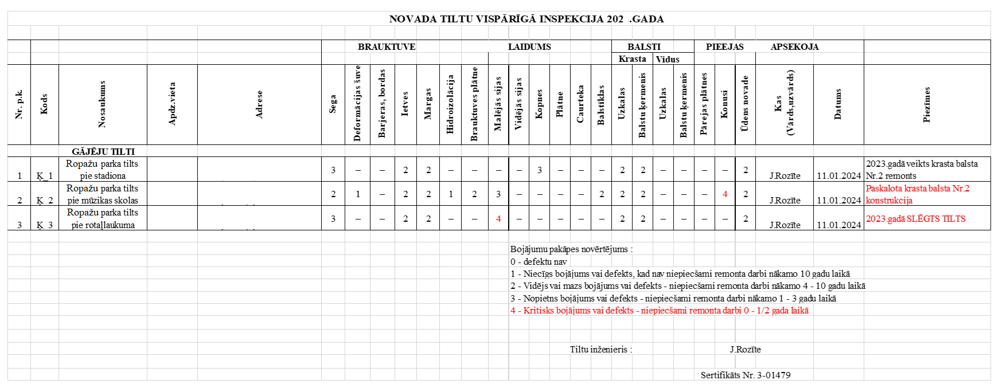 NOVADA TILTU VISPĀRĪGĀ INSPEKCIJA 202 .GADA
BRAUKTUVE LAIDUMS BALSTI PIEEJAS APSEKOJA
Krasta Vidus
Nr. p.k. Kods Nosaukums Apdz.vieta Adrese Sega Deformācijas šuve Barjeras, bordas Ietves Margas Hidroizolācija Brauktuves plātne Malējās sijas Vidējās sijas Kopnes Plātne Caurteka Balstīklas Uzkalas Balstu ķermenis Uzkalas Balstu ķermenis Pārejas plātnes Konusi Ūdens novade Kas (Vārds,uzvārds) Datums Piezīmes
GĀJĒJU TILTI
1 Ķ_1 Ropažu parka tilts pie stadiona 3 – – 2 2 – – – – 3 – – – 2 2 – – – – 2 J.Rozīte 11.01.2024 2023.gadā veikts krasta balsta Nr.2 remonts
2 Ķ_2 Ropažu parka tilts pie mūzikas skolas 2 1 – 2 2 1 2 3 – – – – 2 2 2 – – – 4 2 J.Rozīte 11.01.2024 Paskalota krasta balsta Nr.2 konstrukcija
3 Ķ_3 Ropažu parka tilts pie rotaļlaukuma 3 – – 2 2 – – 4 – – – – – 2 2 – – – – 2 J.Rozīte 11.01.2024 2023.gadā SLĒGTS TILTS
Bojājumu pakāpes novērtējums :
0 - defektu nav
1 - Niecīgs bojājums vai defekts, kad nav niepiecšami remonta darbi nākamo 10 gadu laikā
2 - Vidējs vai mazs bojājums vai defekts - niepiecšami remonta darbi nākamo 4 - 10 gadu laikā
3 - Nopietns bojājums vai defekts - niepiecšami remonta darbi nākamo 1 - 3 gadu laikā
4 - Kritisks bojājums vai defekts - niepiecšami remonta darbi 0 - 1/2 gada laikā
Tiltu inženieris : J.Rozīte
Sertifikāts Nr. 3-01479